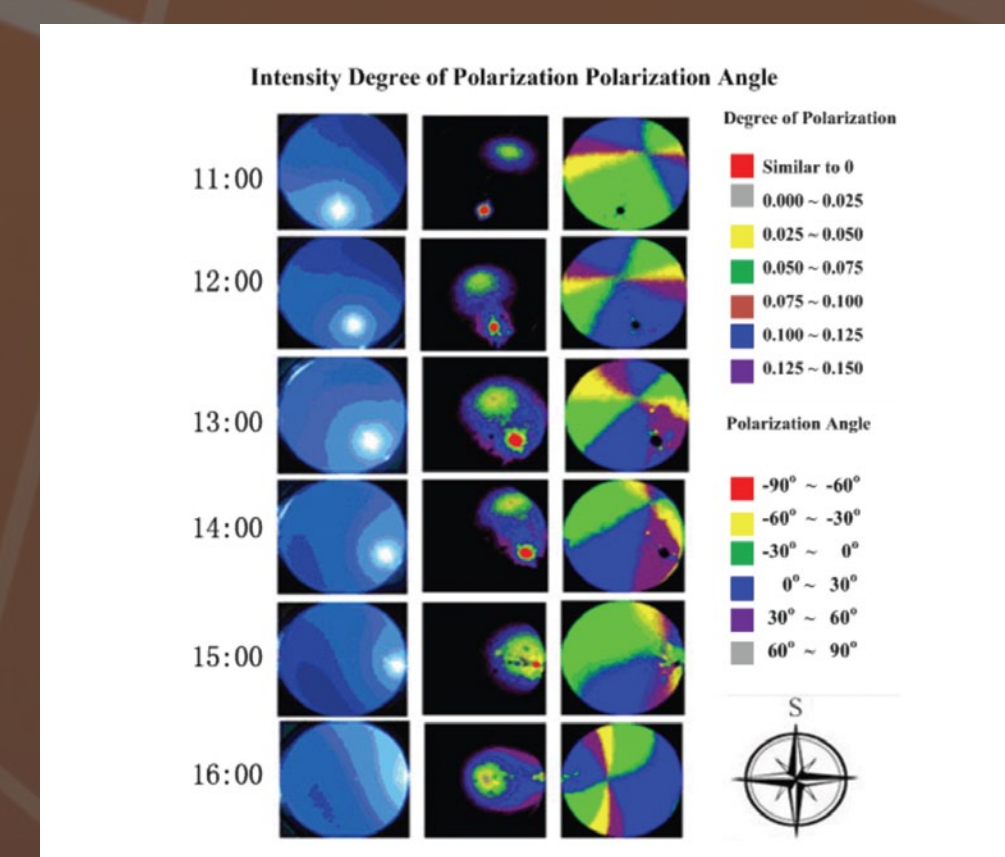 Intensity Degree of Polarization Polarization Angle
11:00
12:00
13:00
14:00
15:00
16:00
Degree of Polarization
Similar to 0
0.000 ~ 0.025
0.025 ~ 0.050
0.050 ~ 0.075
0.075 ~ 0.100
0.100 ~ 0.125
0.125 ~ 0.150
Polarization Angle
-90° ~ -60°
-60° ~ -30°
-30° ~ 0°
0° ~ 30°
30° ~ 60°
60° ~ 90°
S